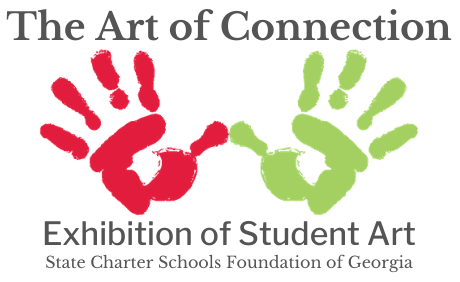 The Art of Connection
Exhibition of Student Art
State Charter Schools Foundation of Georgia